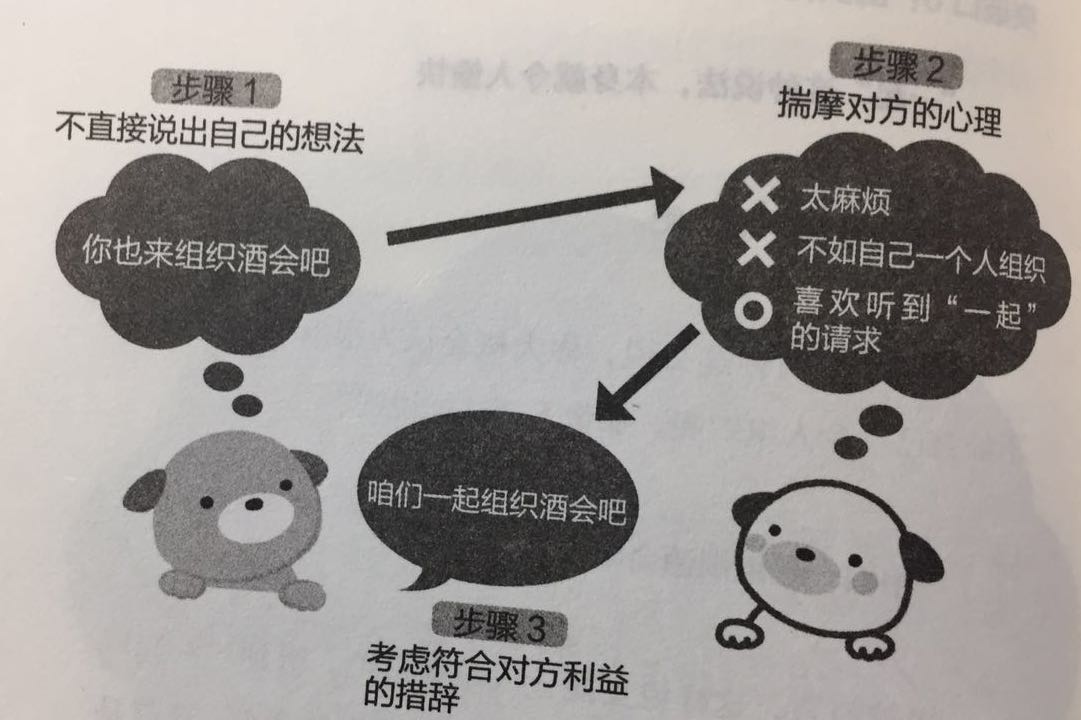 步骤 1
不直接说出自己的想法
你也来组织酒会吧
步骤 2
揣摩对方的心理
太麻烦
不如自己一个人组织
喜欢听到“一起”
的请求
咱们一起组织酒会吧
步骤 3
考虑符合对方利益
的措辞